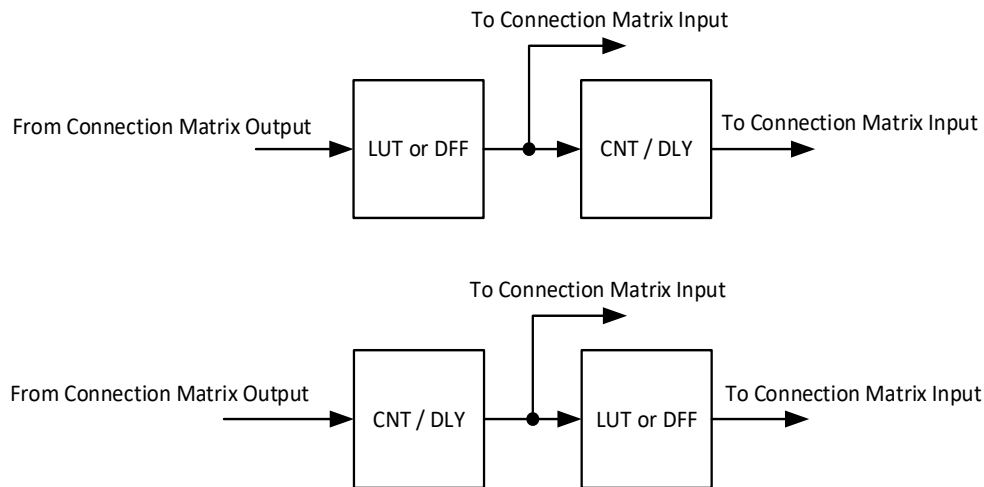 To Connection Matrix Input
From Connection Matrix Output
LUT or DFF
CNT / DLY
To Connection Matrix Input
To Connection Matrix Input
From Connection Matrix Output
CNT / DLY
LUT or DFF
To Connection Matrix Input